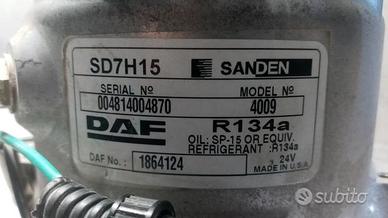 SD7H15 SANDEN
SERIAL Nº MODEL Nº
004814004870 4009
DAF R134a
OIL: SP-15 OR EQUIV.
REFRIGERANT :R134a
DAF No. : 1864124 24V
MADE IN U.S.A.
subito